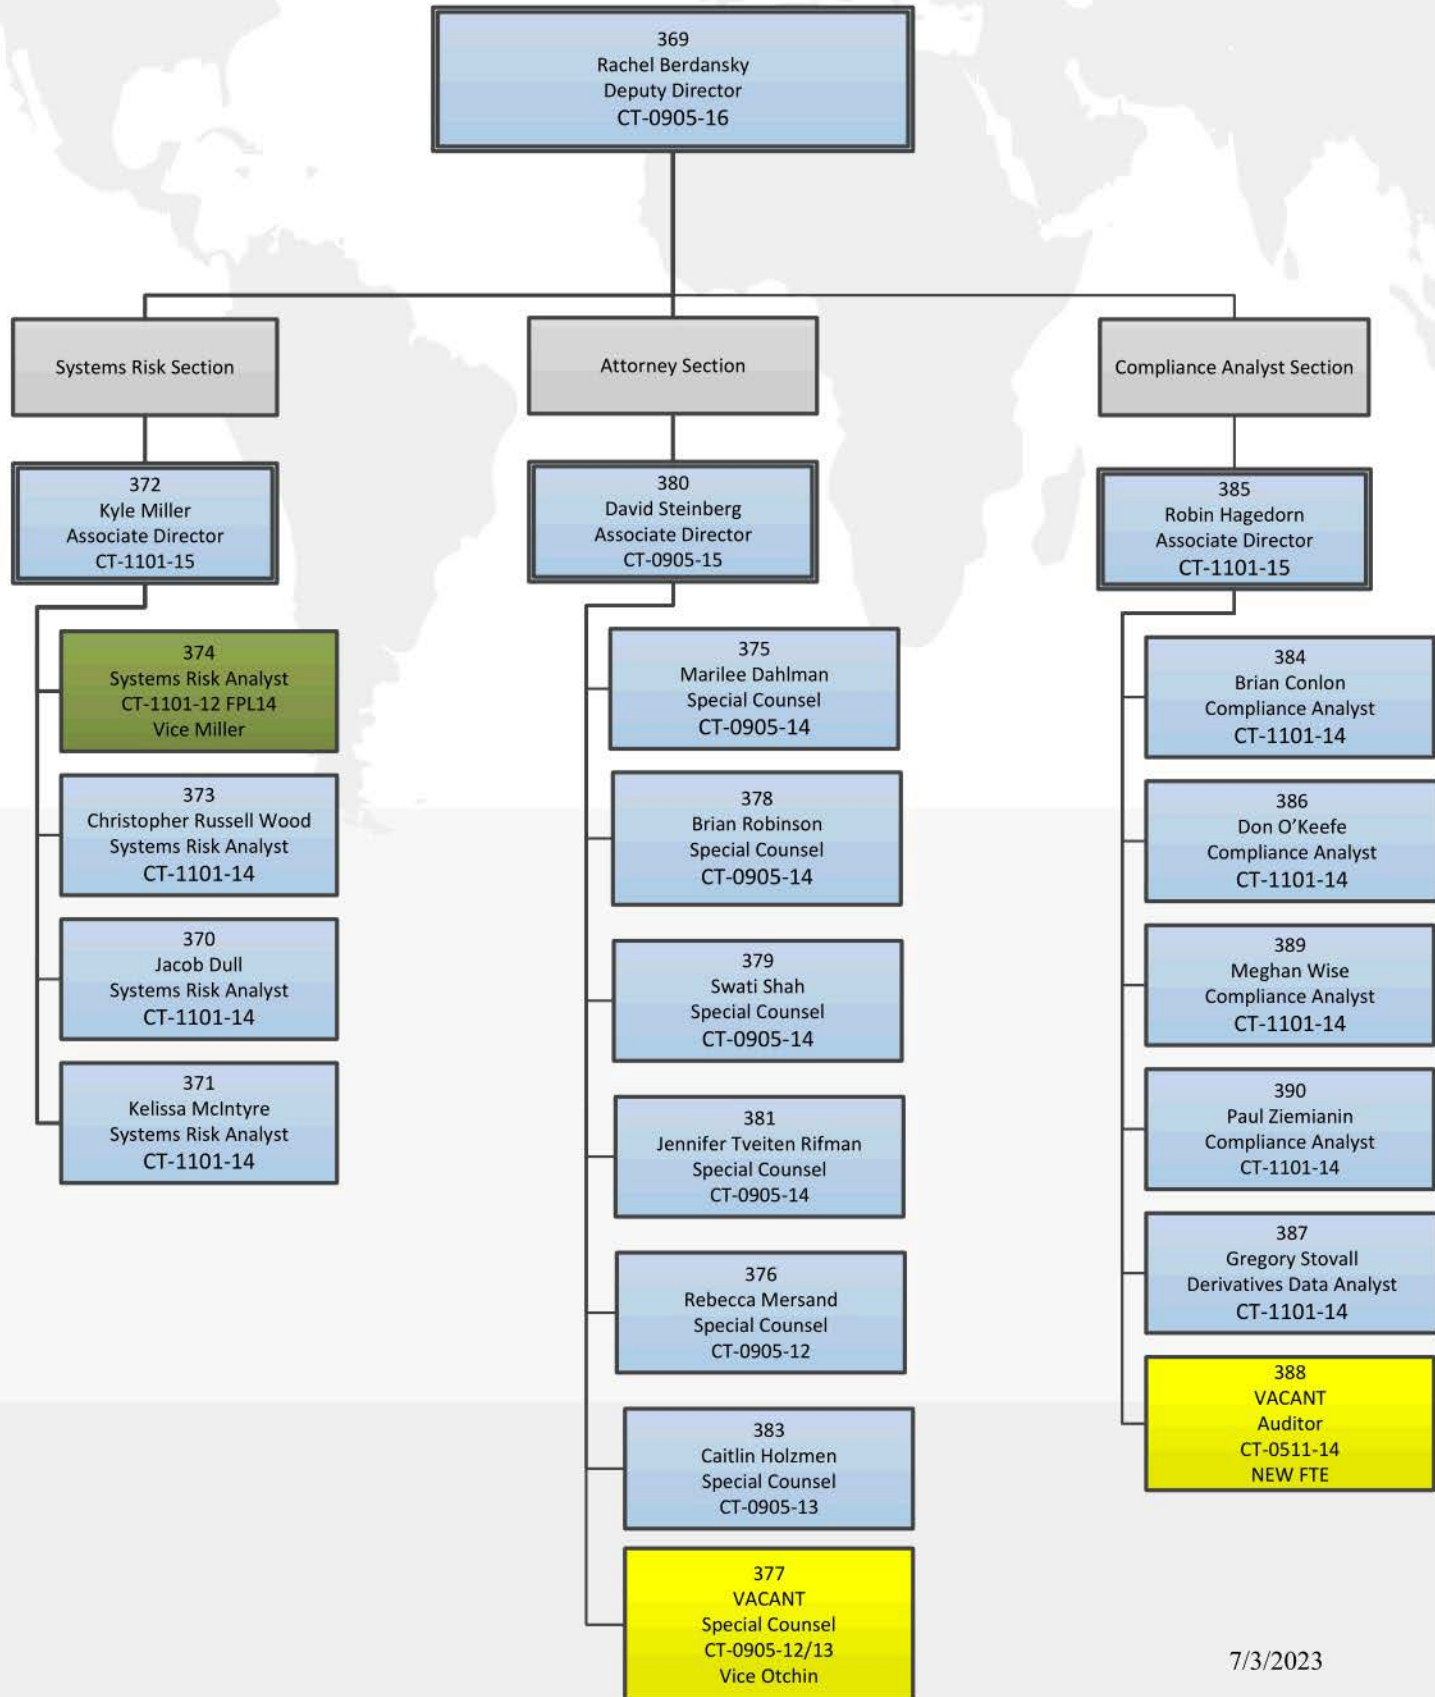 369
Rachel Berdansky
Deputy Director
CT-0905-16
Systems Risk Section
372
Kyle Miller
Associate Director
CT-1101-15
374
Systems Risk Analyst
CT-1101-12 FPL14
Vice Miller
373
Christopher Russell Wood
Systems Risk Analyst
CT-1101-14
370
Jacob Dull
Systems Risk Analyst
CT-1101-14
371
Kelissa McIntyre
Systems Risk Analyst
CT-1101-14
Attorney Section
380
David Steinberg
Associate Director
CT-0905-15
375
Marilee Dahlman
Special Counsel
CT-0905-14
378
Brian Robinson
Special Counsel
CT-0905-14
379
Swati Shah
Special Counsel
CT-0905-14
381
Jennifer Tveiten Rifman
Special Counsel
CT-0905-14
376
Rebecca Mersand
Special Counsel
CT-0905-12
383
Caitlin Holzmen
Special Counsel
CT-0905-13
377
VACANT
Special Counsel
CT-0905-12/13
Vice Otchin
Compliance Analyst Section
385
Robin Hagedorn
Associate Director
CT-1101-15
384
Brian Conlon
Compliance Analyst
CT-1101-14
386
Don O’Keefe
Compliance Analyst
CT-1101-14
389
Meghan Wise
Compliance Analyst
CT-1101-14
390
Paul Ziemianin
Compliance Analyst
CT-1101-14
387
Gregory Stovall
Derivatives Data Analyst
CT-1101-14
388
VACANT
Auditor
CT-0511-14
NEW FTE
7/3/2023